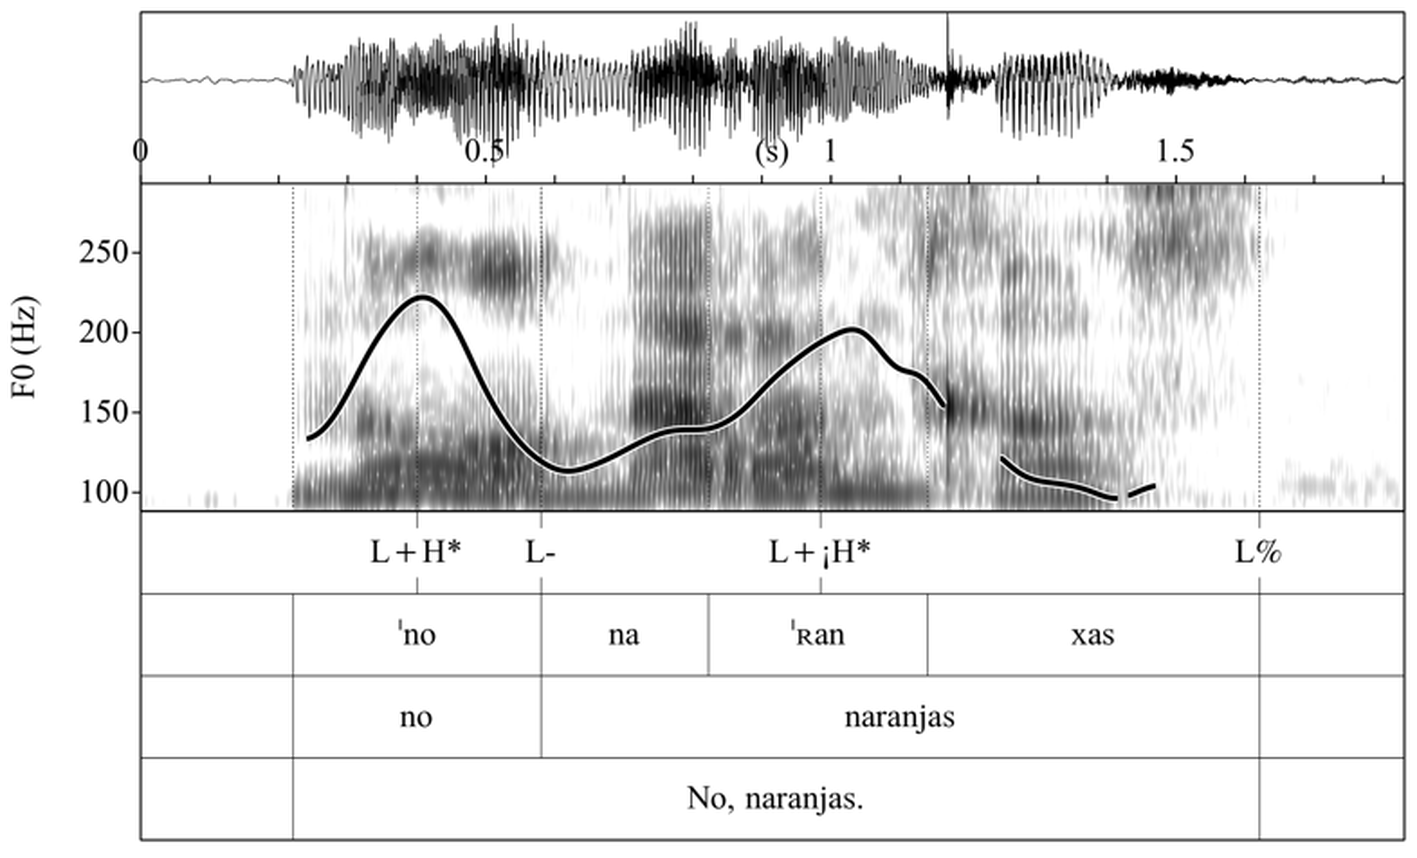 0 0.5 (s) 1 1.5
F0 (Hz)
250
200
150
100
L+H* L- L+¡H* L%
ˈno na ˈʀan xas
no naranjas
No, naranjas.